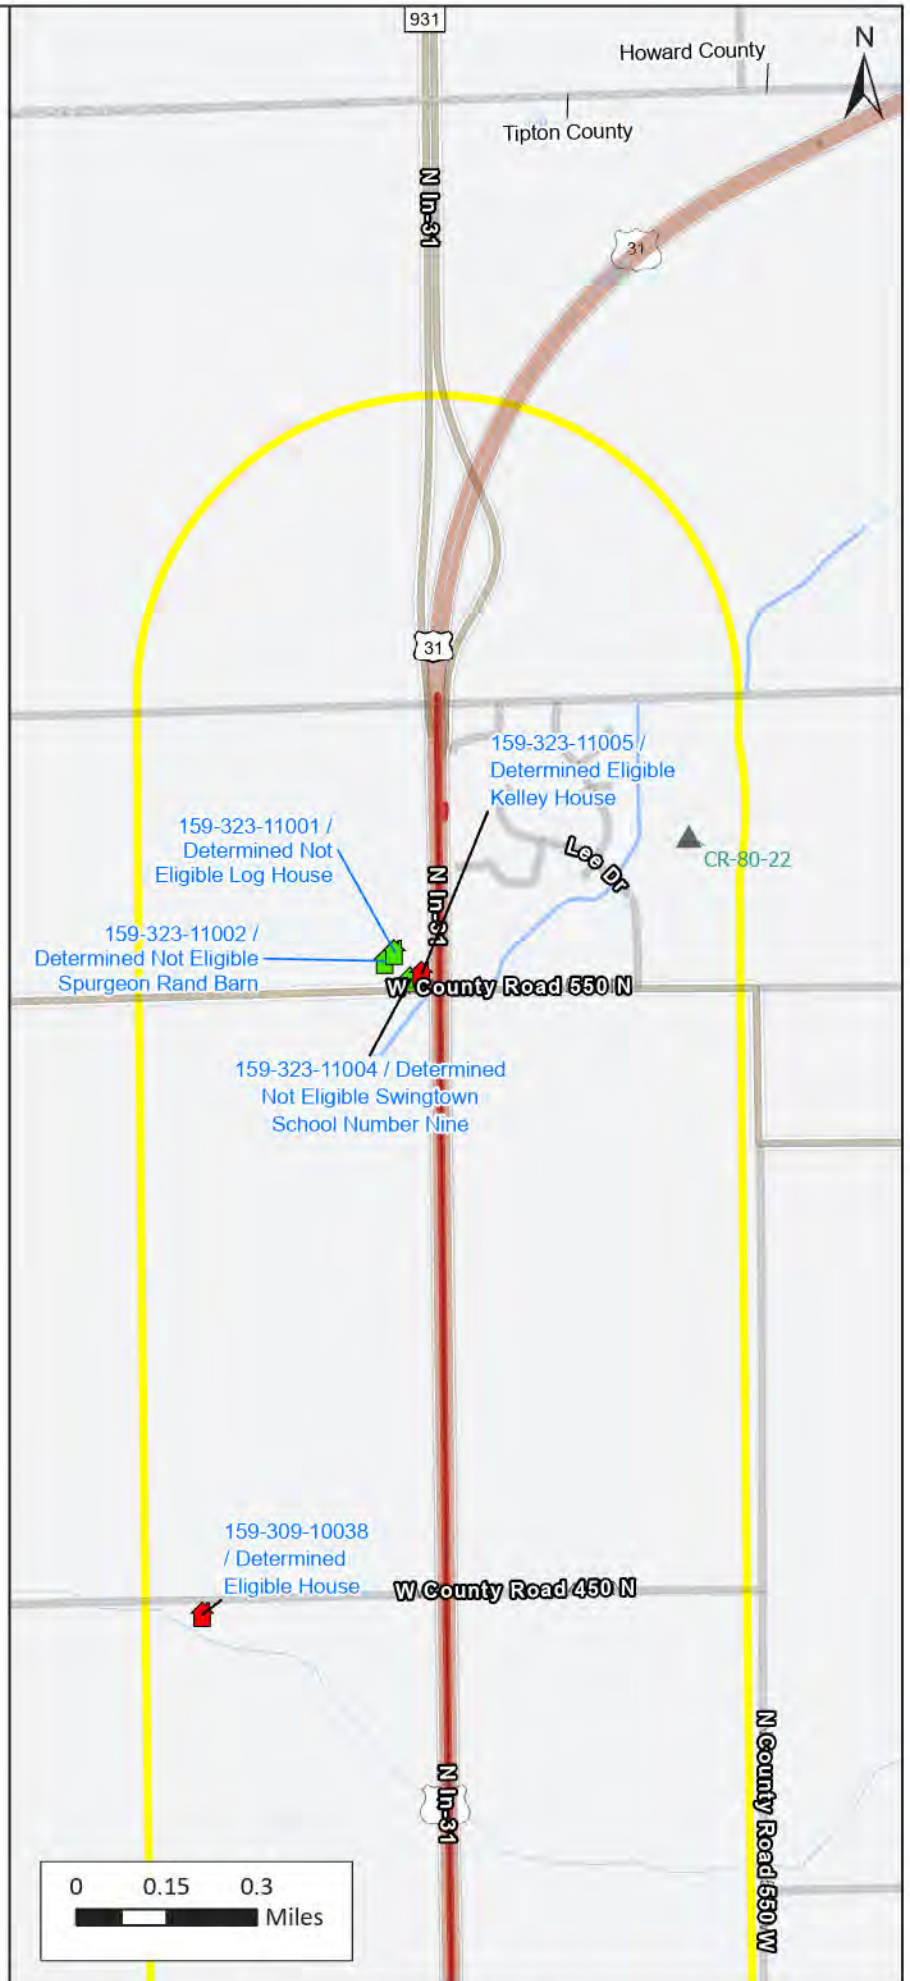 931
Howard County
N
Tipton County
N In-31
31
31
159-323-11005 /
Determined Eligible
Kelley House
159-323-11001 /
Determined Not
Eligible Log House
Lee Dr
CR-80-22
N In-31
159-323-11002 /
Determined Not Eligible
Spurgeon Rand Barn
W County Road 550 N
159-323-11004 / Determined
Not Eligible Swingtown
School Number Nine
159-309-10038
/ Determined
Eligible House
W County Road 450 N
N County Road 550 W
N In-31
0 0.15 0.3
Miles